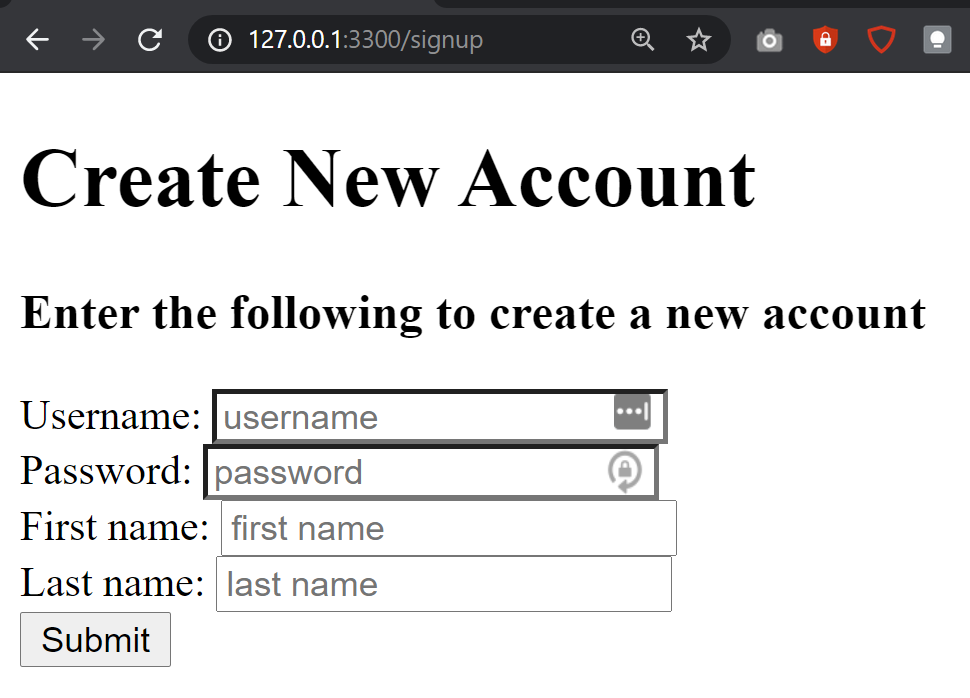 127.0.0.1:3300/signup
Create New Account
Enter the following to create a new account
Username: username
Password: password
First name: first name
Last name: last name
Submit